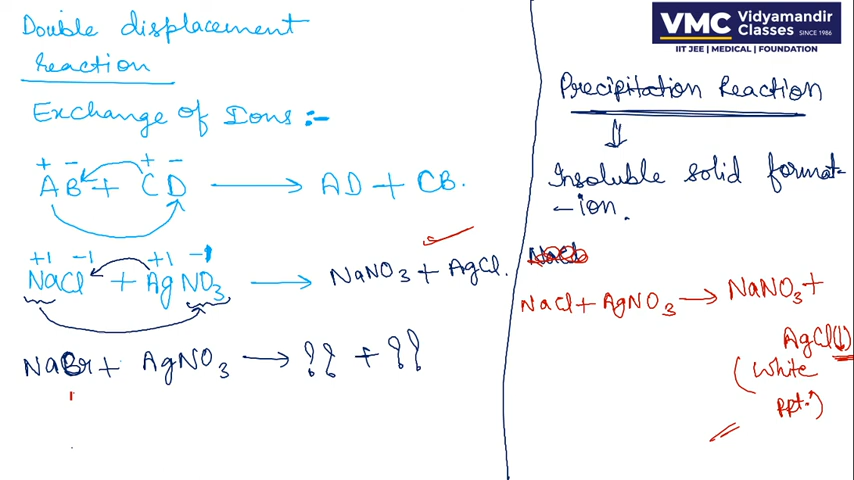 Double displacement
reaction
Exchange of Ions :-
+ - + -
AB + CD → AD + CB.
+1 -1 +1 -1
NaCl + AgNO3 → NaNO3 + AgCl.
NaBr + AgNO3 → ?? + ??
VMC Vidyamandir
Classes SINCE 1986
IIT JEE | MEDICAL | FOUNDATION
Precipitation Reaction
⇓
Insoluble solid format-
-ion.
NaCl
NaCl + AgNO3 → NaNO3 +
AgCl(↓)
(White
ppt.)